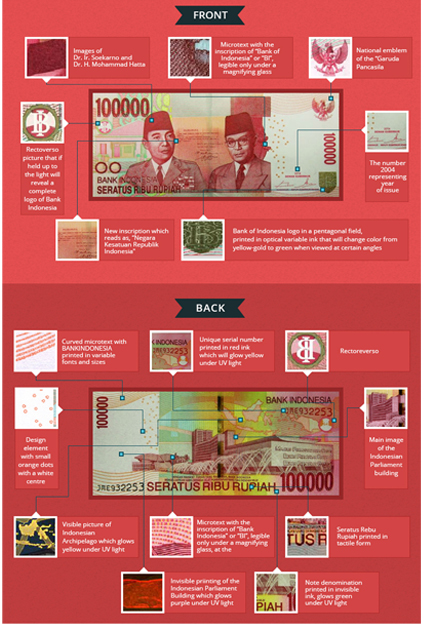 FRONT
Images of
Dr. Ir. Soekarno and
Dr. H. Mohammad Hatta
Microtext with the
inscription of "Bank of
Indonesia" or "BI",
legible only under a
magnifying glass
National emblem
of the "Garuda
Pancasila
Rectoverso
picture that if
held up to
the light will
reveal a
complete
logo of Bank
Indonesia
100000
BANK INDONESIA
SERATUS RIBU RUPIAH
100000
The number
2004
representing
year
of issue
New inscription which
reads as, "Negara
Kesatuan Republik
Indonesia"
Bank of Indonesia logo in a pentagonal field,
printed in optical variable ink that will change color from
yellow-gold to green when viewed at certain angles
BACK
Curved microtext with
BANKINDONESIA
printed in variable
fonts and sizes
INDONESIA
932253
Unique serial number
printed in red ink
which will glow yellow
under UV light
Rectoreverso
Design
element
with small
orange dots
with a white
centre
100000
BANK INDONESIA
JRE932253
JRE932253
SERATUS RIBU RUPIAH
100000
Main image
of the
Indonesian
Parliament
building
Visible picture of
Indonesian
Archipelago which glows
yellow under UV light
Microtext with the
inscription of "Bank
Indonesia" or "BI", legible
only under a magnifying
glass, at the
TUS R
Seratus Rebu
Rupiah printed in
tactile form
Invisible priinting of the
Indonesian Parliament
Building which glows
purple under UV light
PIAH 1
Note denomination
printed in invisible
ink, glows green
under UV light